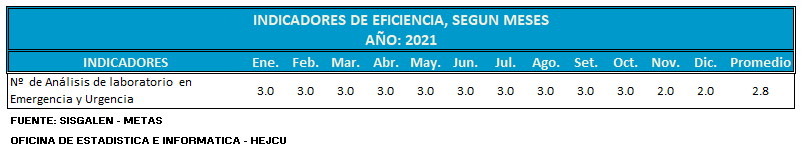 INDICADORES DE EFICIENCIA, SEGUN MESES
AÑO: 2021
INDICADORES Ene. Feb. Mar. Abr. May. Jun. Jul. Ago. Set. Oct. Nov. Dic. Promedio
Nº de Análisis de laboratorio en Emergencia y Urgencia 3.0 3.0 3.0 3.0 3.0 3.0 3.0 3.0 3.0 3.0 2.0 2.0 2.8
FUENTE: SISGALEN - METAS
OFICINA DE ESTADISTICA E INFORMATICA - HEJCU